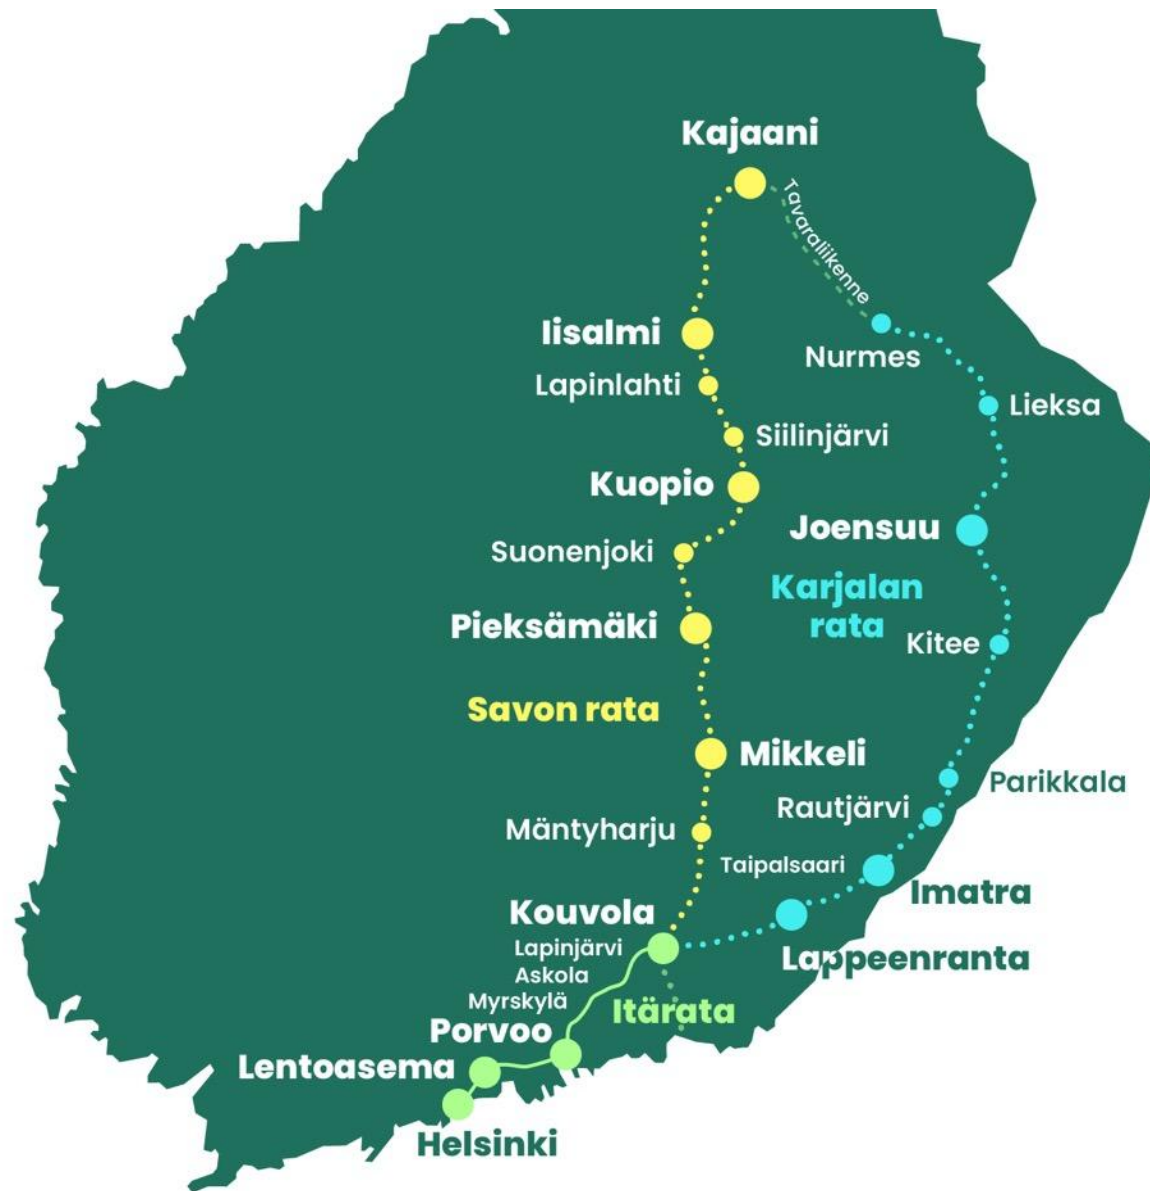 Kajaani
Tavaraliikenne
Iisalmi
Nurmes
Lapinlahti
Lieksa
Siilinjärvi
Kuopio
Joensuu
Suonenjoki
Karjalan
rata
Pieksämäki
Kitee
Savon rata
Mikkeli
Parikkala
Rautjärvi
Mäntyharju
Taipalsaari
Imatra
Kouvola
Lapinjärvi
Lappeenranta
Askola
Myrskylä
Itärata
Porvoo
Lentoasema
Helsinki